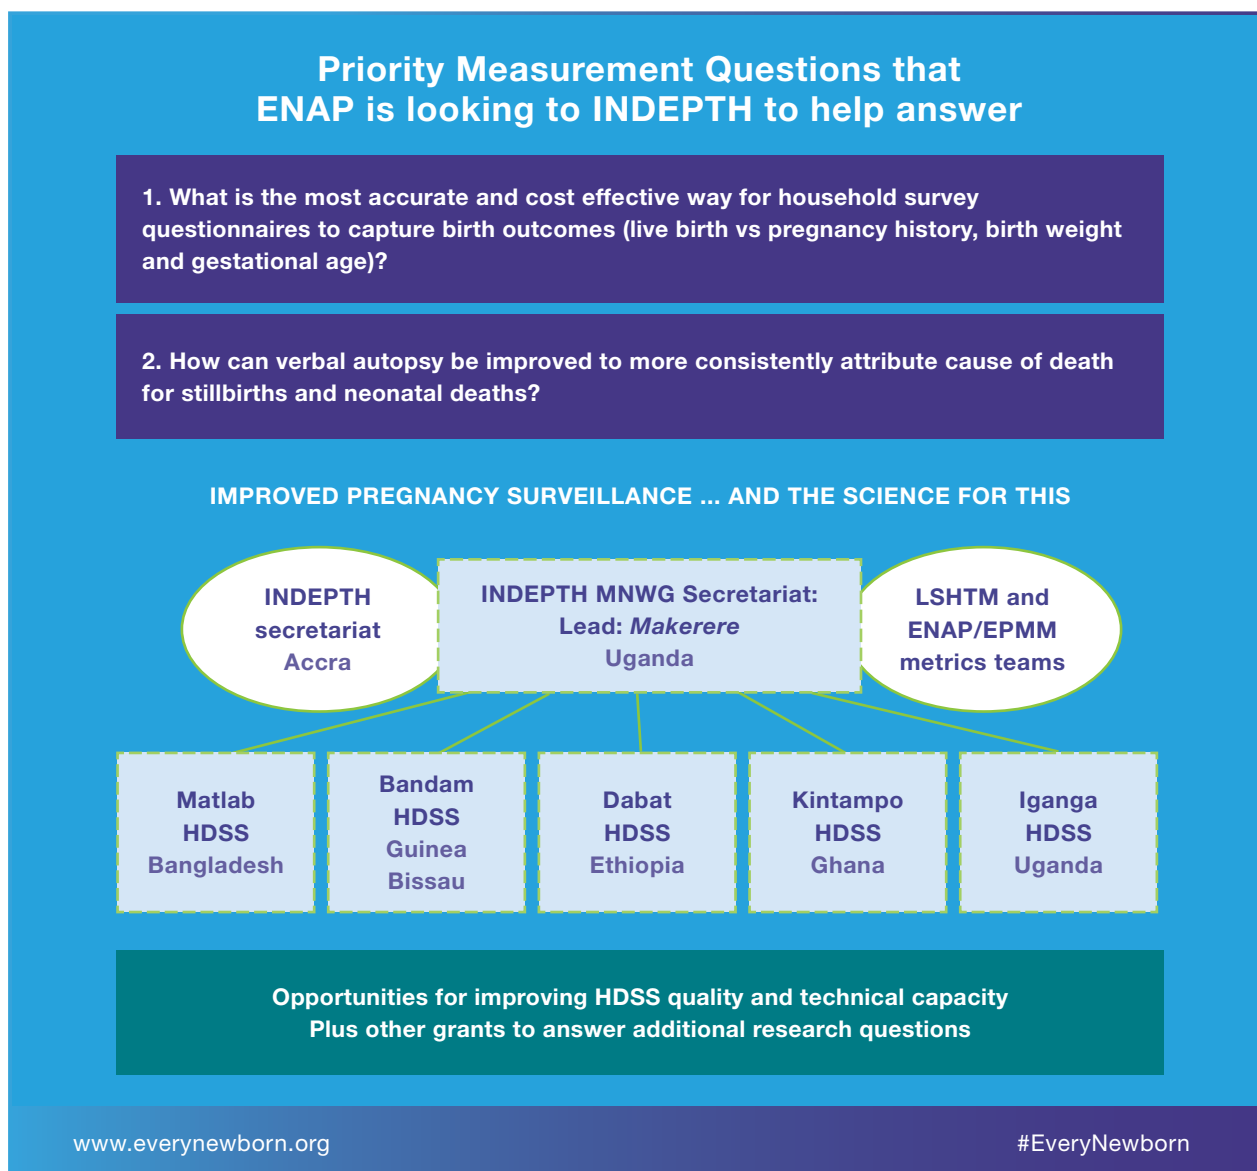 Priority Measurement Questions that
ENAP is looking to INDEPTH to help answer
1. What is the most accurate and cost effective way for household survey
questionnaires to capture birth outcomes (live birth vs pregnancy history, birth weight
and gestational age)?
2. How can verbal autopsy be improved to more consistently attribute cause of death
for stillbirths and neonatal deaths?
IMPROVED PREGNANCY SURVEILLANCE ... AND THE SCIENCE FOR THIS
INDEPTH
secretariat
Accra
INDEPTH MNWG Secretariat:
Lead: Makerere
Uganda
LSHTM and
ENAP/EPMM
metrics teams
Matlab
HDSS
Bangladesh
Bandam
HDSS
Guinea
Bissau
Dabat
HDSS
Ethiopia
Kintampo
HDSS
Ghana
Iganga
HDSS
Uganda
Opportunities for improving HDSS quality and technical capacity
Plus other grants to answer additional research questions
www.everynewborn.org
#EveryNewborn